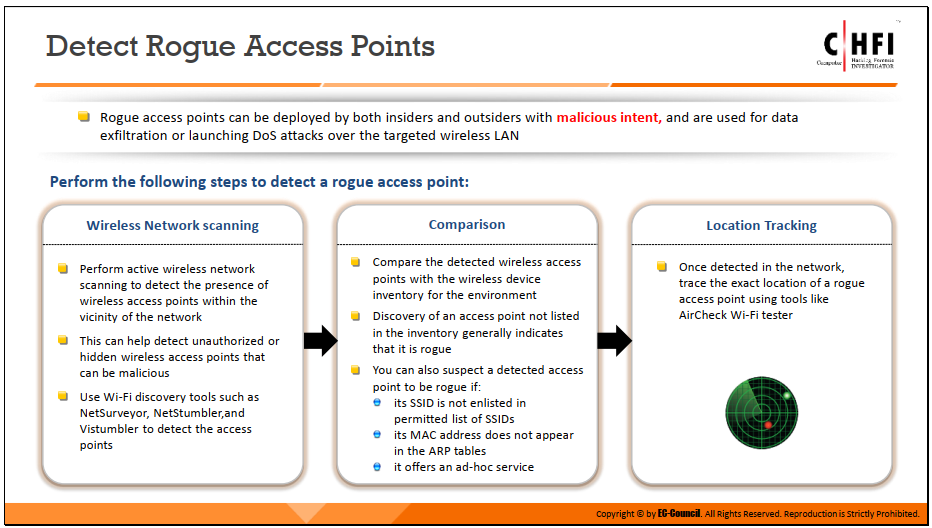 Detect Rogue Access Points
C HFI
Computer Hacking Forensic
INVESTIGATOR
Rogue access points can be deployed by both insiders and outsiders with malicious intent, and are used for data
exfiltration or launching DoS attacks over the targeted wireless LAN
Perform the following steps to detect a rogue access point:
Wireless Network scanning
Perform active wireless network
scanning to detect the presence of
wireless access points within the
vicinity of the network
This can help detect unauthorized or
hidden wireless access points that
can be malicious
Use Wi-Fi discovery tools such as
NetSurveyor, NetStumbler,and
Vistumbler to detect the access
points
Comparison
Compare the detected wireless access
points with the wireless device
inventory for the environment
Discovery of an access point not listed
in the inventory generally indicates
that it is rogue
You can also suspect a detected access
point to be rogue if:
its SSID is not enlisted in
permitted list of SSIDs
its MAC address does not appear
in the ARP tables
it offers an ad-hoc service
Location Tracking
Once detected in the network,
trace the exact location of a rogue
access point using tools like
AirCheck Wi-Fi tester
Copyright © by EC-Council. All Rights Reserved. Reproduction is Strictly Prohibited.